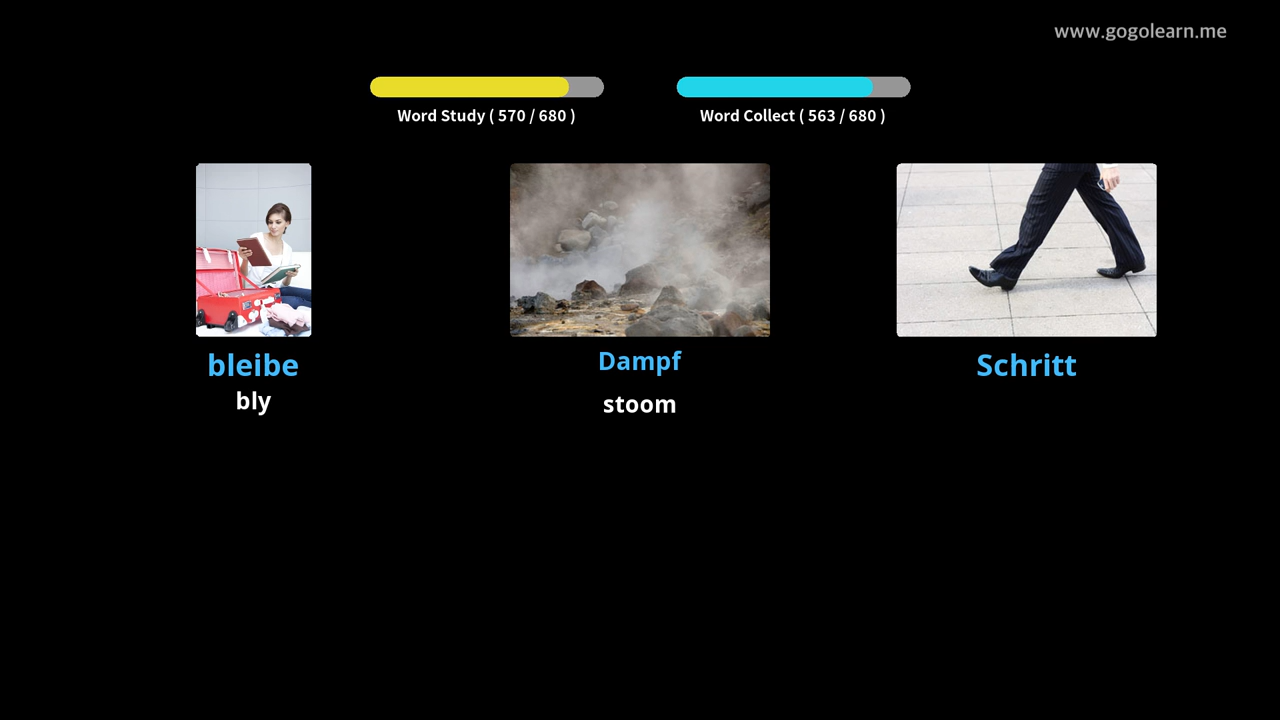 www.gogolearn.me
Word Study ( 570 / 680 )
Word Collect ( 563 / 680 )
bleibe
Dampf
Schritt
bly
stoom